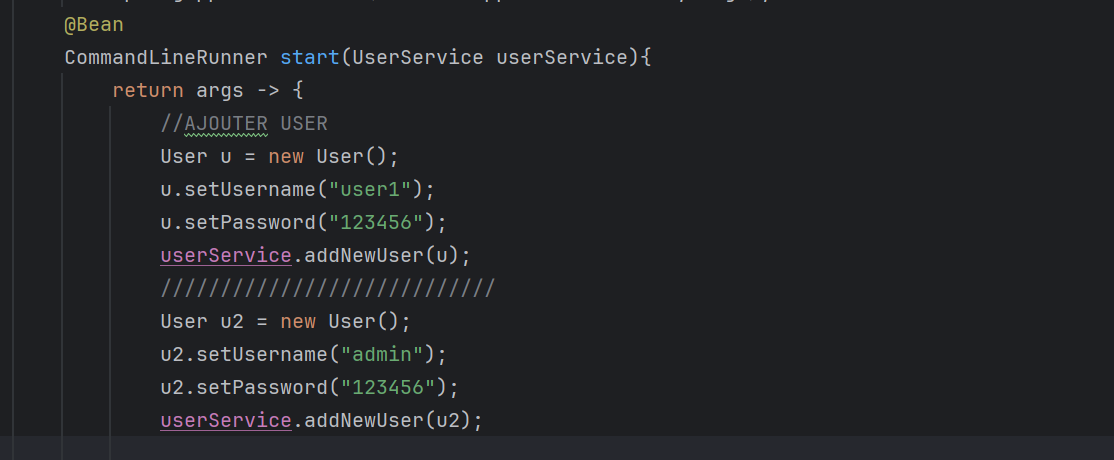 @Bean
CommandLineRunner start(UserService userService){
return args -> {
//AJOUTER USER
User u = new User();
u.setUsername("user1");
u.setPassword("123456");
userService.addNewUser(u);
////////////////////////////
User u2 = new User();
u2.setUsername("admin");
u2.setPassword("123456");
userService.addNewUser(u2);